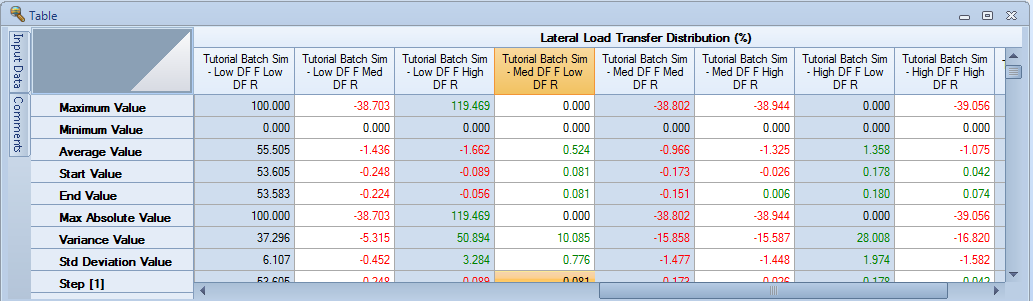 Table
Input Data
Comments
Lateral Load Transfer Distribution (%)
Tutorial Batch Sim - Low DF F Low DF R
Tutorial Batch Sim - Low DF F Med DF R
Tutorial Batch Sim - Low DF F High DF R
Tutorial Batch Sim - Med DF F Low DF R
Tutorial Batch Sim - Med DF F Med DF R
Tutorial Batch Sim - Med DF F High DF R
Tutorial Batch Sim - High DF F Low DF R
Tutorial Batch Sim - High DF F High DF R
Maximum Value 100.000 -38.703 119.469 0.000 -38.802 -38.944 0.000 -39.056
Minimum Value 0.000 0.000 0.000 0.000 0.000 0.000 0.000 0.000
Average Value 55.505 -1.436 -1.662 0.524 -0.966 -1.325 1.358 -1.075
Start Value 53.605 -0.248 -0.089 0.081 -0.173 -0.026 0.178 0.042
End Value 53.583 -0.224 -0.056 0.081 -0.151 0.006 0.180 0.074
Max Absolute Value 100.000 -38.703 119.469 0.000 -38.802 -38.944 0.000 -39.056
Variance Value 37.296 -5.315 50.894 10.085 -15.858 -15.587 28.008 -16.820
Std Deviation Value 6.107 -0.452 3.284 0.776 -1.477 -1.448 1.974 -1.582
Step [1] 53.605 -0.248 -0.089 0.081 -0.173 -0.026 0.178 0.042